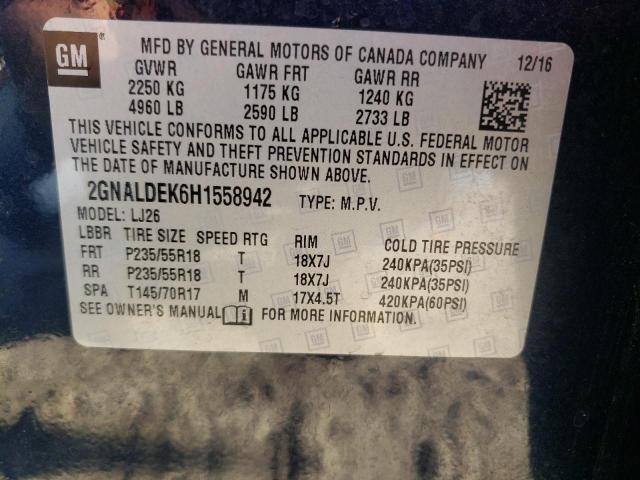 GM
MFD BY GENERAL MOTORS OF CANADA COMPANY 12/16
GVWR GAWR FRT GAWR RR
2250 KG 1175 KG 1240 KG
4960 LB 2590 LB 2733 LB
THIS VEHICLE CONFORMS TO ALL APPLICABLE U.S. FEDERAL MOTOR
VEHICLE SAFETY AND THEFT PREVENTION STANDARDS IN EFFECT ON
THE DATE OF MANUFACTURE SHOWN ABOVE.
2GNALDEK6H1558942 TYPE: M.P.V.
MODEL: LJ26
LBBR TIRE SIZE SPEED RTG RIM COLD TIRE PRESSURE
FRT P235/55R18 T 18X7J 240KPA(35PSI)
RR P235/55R18 T 18X7J 240KPA(35PSI)
SPA T145/70R17 M 17X4.5T 420KPA(60PSI)
SEE OWNER'S MANUAL FOR MORE INFORMATION.